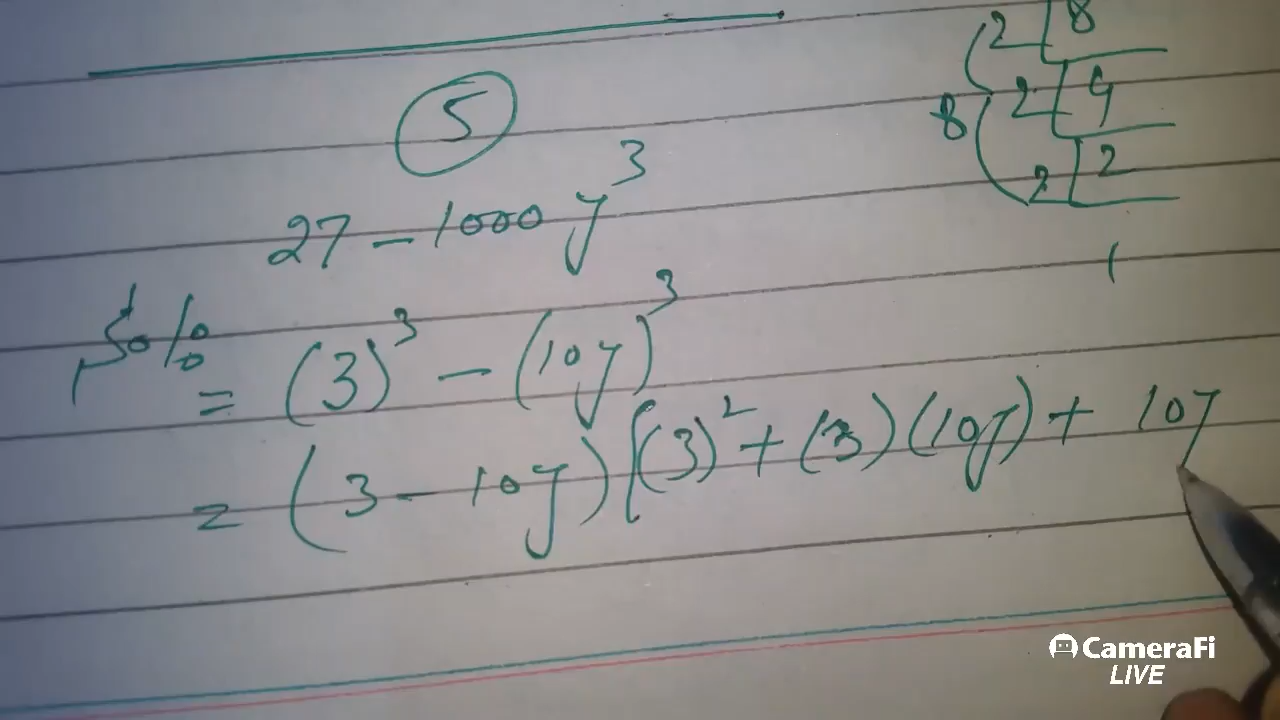 5
27 - 1000y³
Sol%
= (3)³ - (10y)³
= (3 - 10y)[(3)² + (3)(10y) + 10y
2 8
2 4
8
2 2
1
CameraFi
LIVE